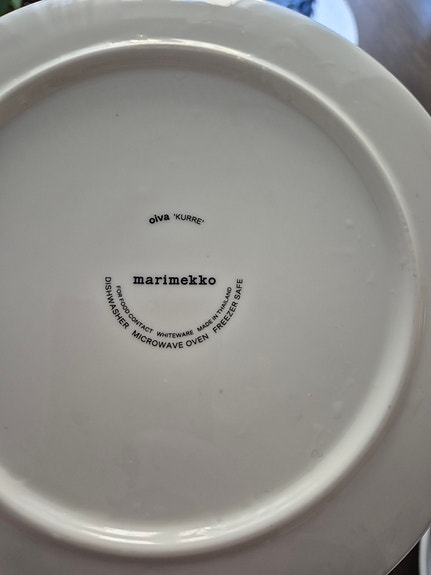 oiva 'KURRE'
marimekko
FOR FOOD CONTACT WHITEWARE MADE IN THAILAND
DISHWASHER MICROWAVE OVEN FREEZER SAFE